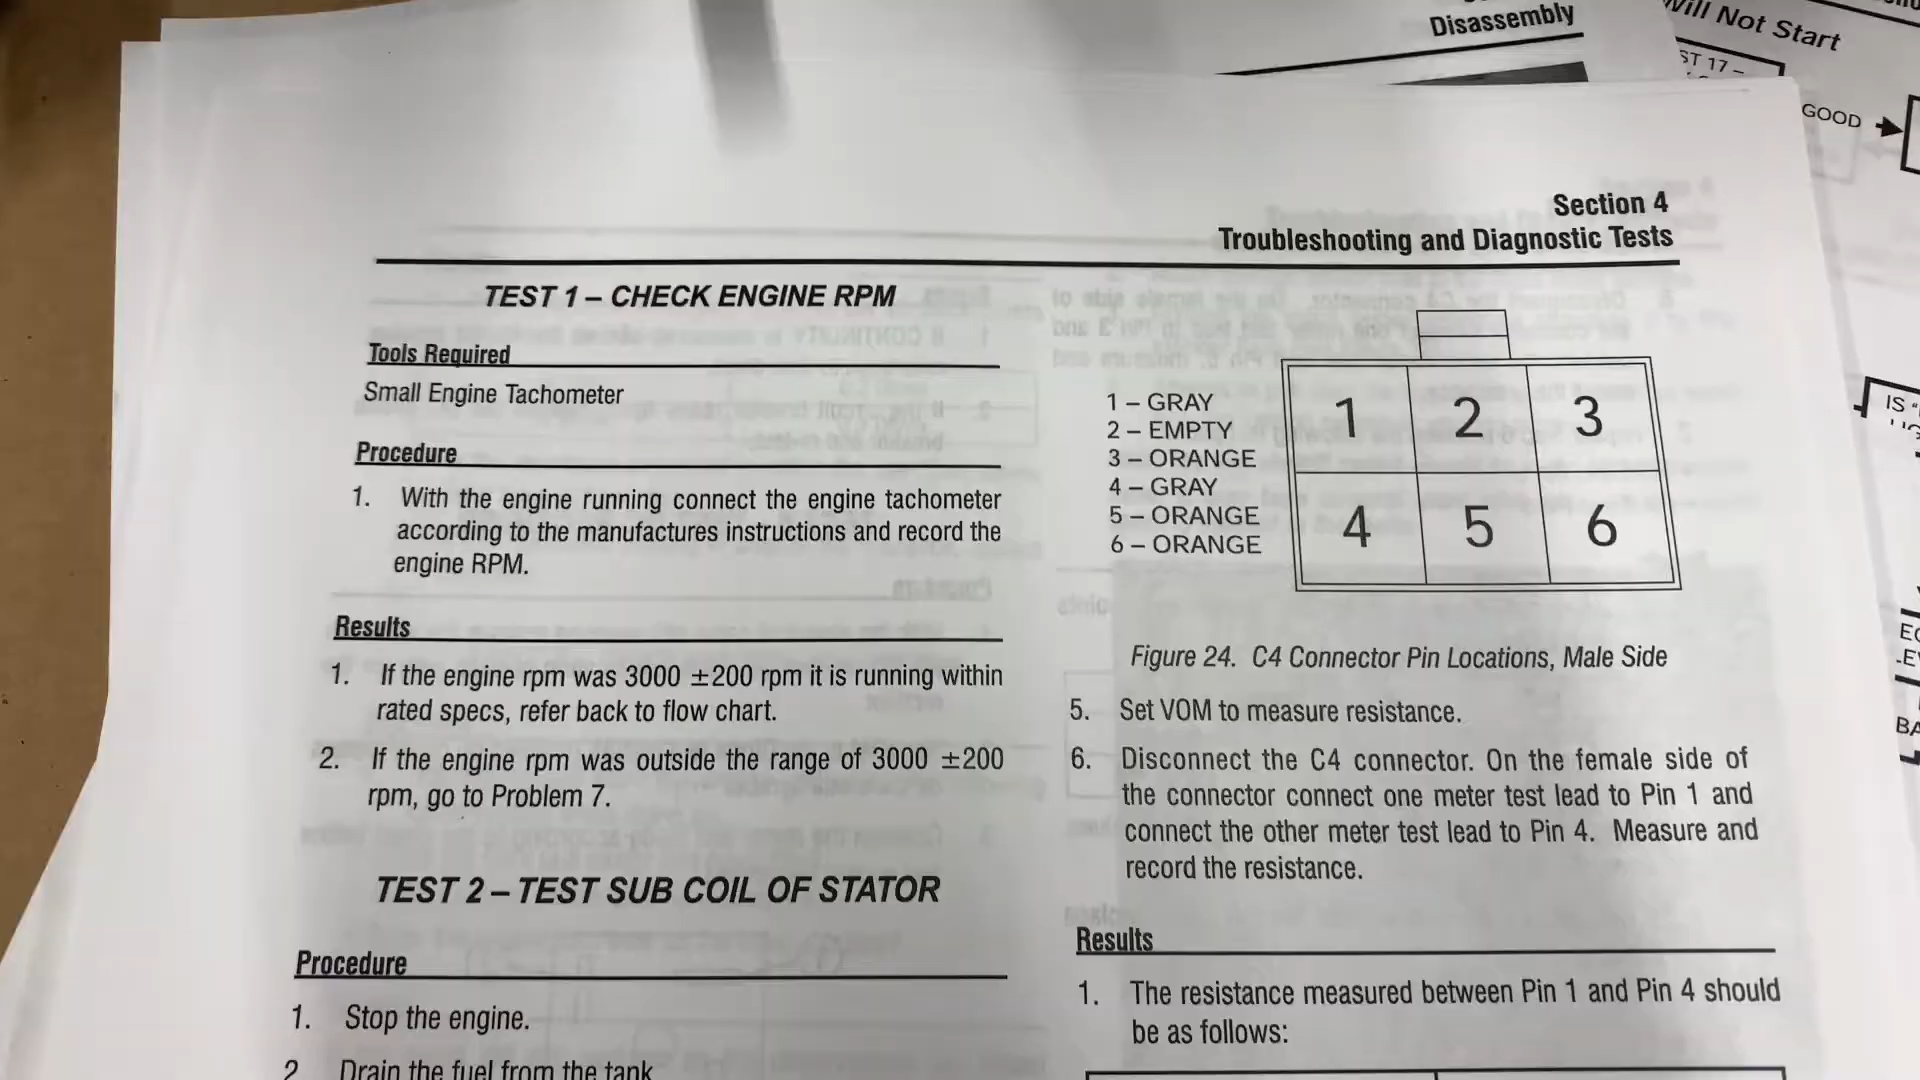 Disassembly
Will Not Start
ST 17 –
GOOD
IS
Section 4
Troubleshooting and Diagnostic Tests
TEST 1 – CHECK ENGINE RPM
Tools Required
Small Engine Tachometer
Procedure
1. With the engine running connect the engine tachometer
according to the manufactures instructions and record the
engine RPM.
Results
1. If the engine rpm was 3000 ±200 rpm it is running within
rated specs, refer back to flow chart.
2. If the engine rpm was outside the range of 3000 ±200
rpm, go to Problem 7.
TEST 2 – TEST SUB COIL OF STATOR
Procedure
1. Stop the engine.
2. Drain the fuel from the tank
1 – GRAY
2 – EMPTY
3 – ORANGE
4 – GRAY
5 – ORANGE
6 – ORANGE
1 2 3
4 5 6
Figure 24. C4 Connector Pin Locations, Male Side
5. Set VOM to measure resistance.
6. Disconnect the C4 connector. On the female side of
the connector connect one meter test lead to Pin 1 and
connect the other meter test lead to Pin 4. Measure and
record the resistance.
Results
1. The resistance measured between Pin 1 and Pin 4 should
be as follows: